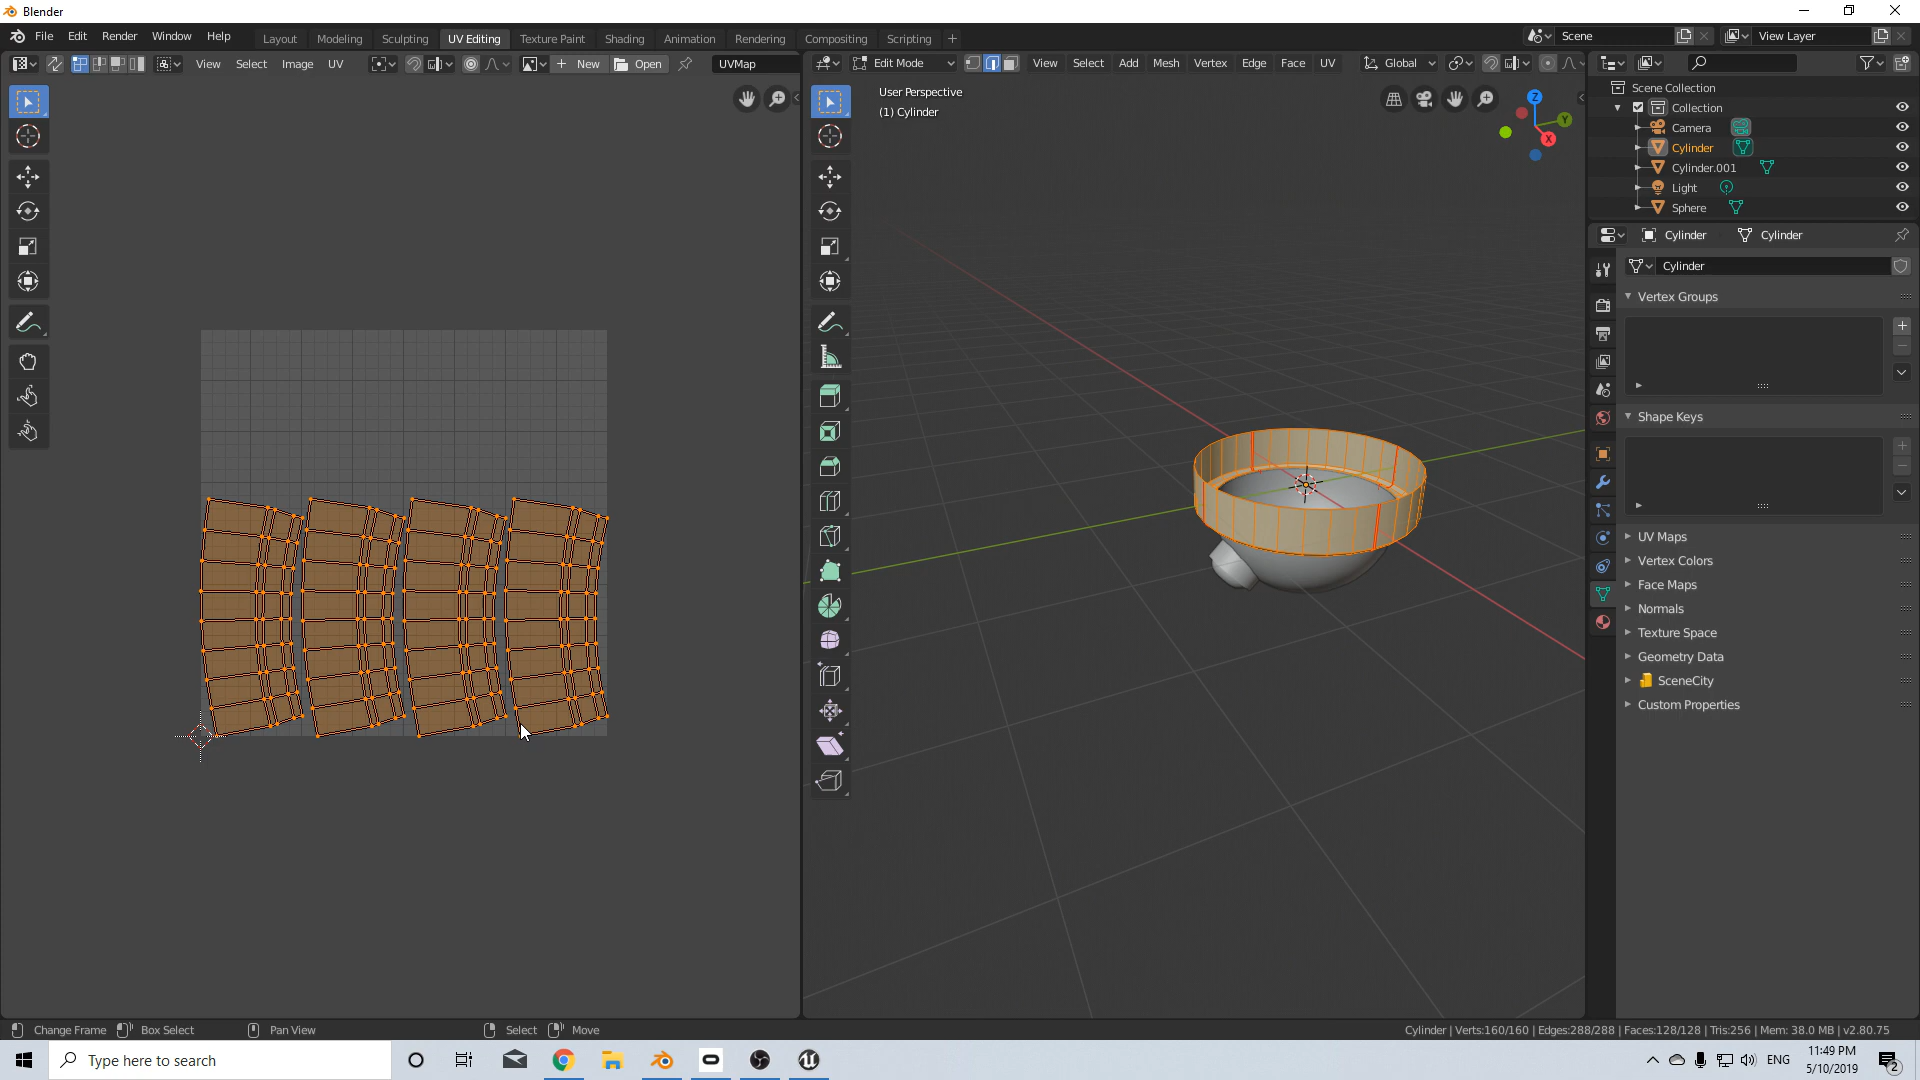 Blender
File Edit Render Window Help Layout Modeling Sculpting UV Editing Texture Paint Shading Animation Rendering Compositing Scripting + Scene View Layer
View Select Image UV New Open UVMap
Edit Mode View Select Add Mesh Vertex Edge Face UV Global
User Perspective
(1) Cylinder
Z
Y
X
Scene Collection
Collection
Camera
Cylinder
Cylinder.001
Light
Sphere
Cylinder Cylinder
Cylinder
Vertex Groups
Shape Keys
UV Maps
Vertex Colors
Face Maps
Normals
Texture Space
Geometry Data
SceneCity
Custom Properties
Change Frame Box Select Pan View Select Move Cylinder | Verts:160/160 | Edges:288/288 | Faces:128/128 | Tris:256 | Mem: 38.0 MB | v2.80.75
Type here to search
ENG
11:49 PM
5/10/2019
2